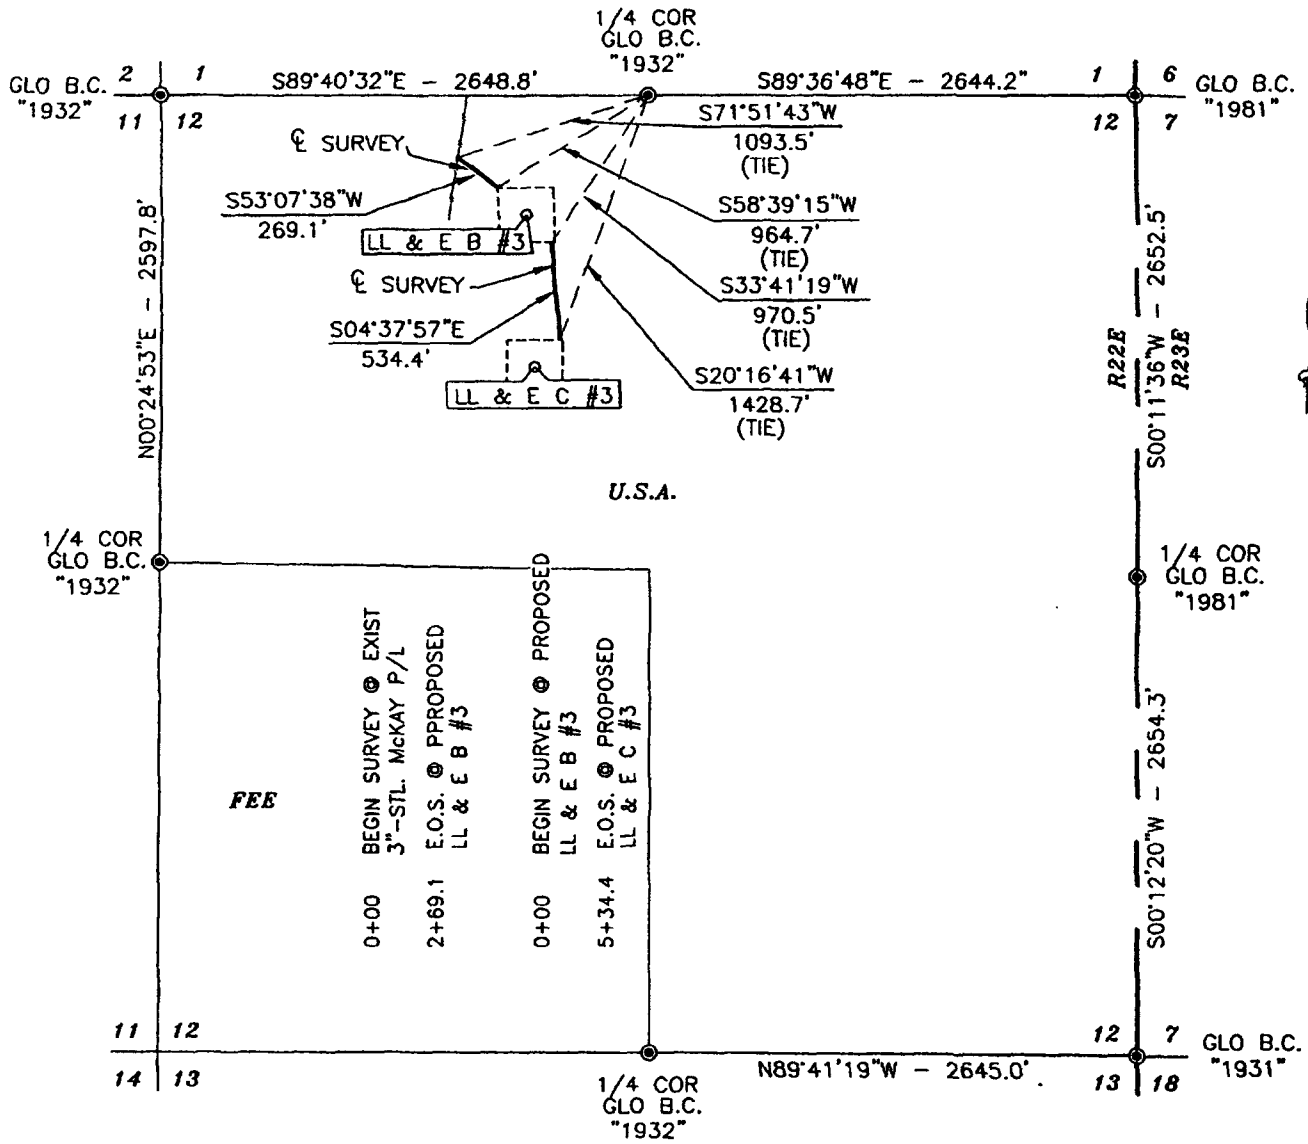 1/4 COR
GLO B.C.
"1932"
GLO B.C.
"1932"
2 1
11 12
S89°40'32"E - 2648.8'
S89°36'48"E - 2644.2"
1 6
12 7
GLO B.C.
"1981"
S71°51'43"W
1093.5'
(TIE)
℄ SURVEY
S53°07'38"W
269.1'
S58°39'15"W
964.7'
(TIE)
LL & E B #3
℄ SURVEY
S33°41'19"W
970.5'
(TIE)
S04°37'57"E
534.4'
S20°16'41"W
1428.7'
(TIE)
LL & E C #3
N00°24'53"E - 2597.8'
R22E
S00°11'36"W - 2652.5'
R23E
U.S.A.
1/4 COR
GLO B.C.
"1932"
1/4 COR
GLO B.C.
"1981"
FEE
0+00 BEGIN SURVEY @ EXIST
3"-STL. McKAY P/L
2+69.1 E.O.S. @ PPROPOSED
LL & E B #3
0+00 BEGIN SURVEY @ PROPOSED
LL & E B #3
5+34.4 E.O.S. @ PROPOSED
LL & E C #3
S00°12'20"W - 2654.3'
11 12
14 13
1/4 COR
GLO B.C.
"1932"
N89°41'19"W - 2645.0'
12 7
13 18
GLO B.C.
"1931"